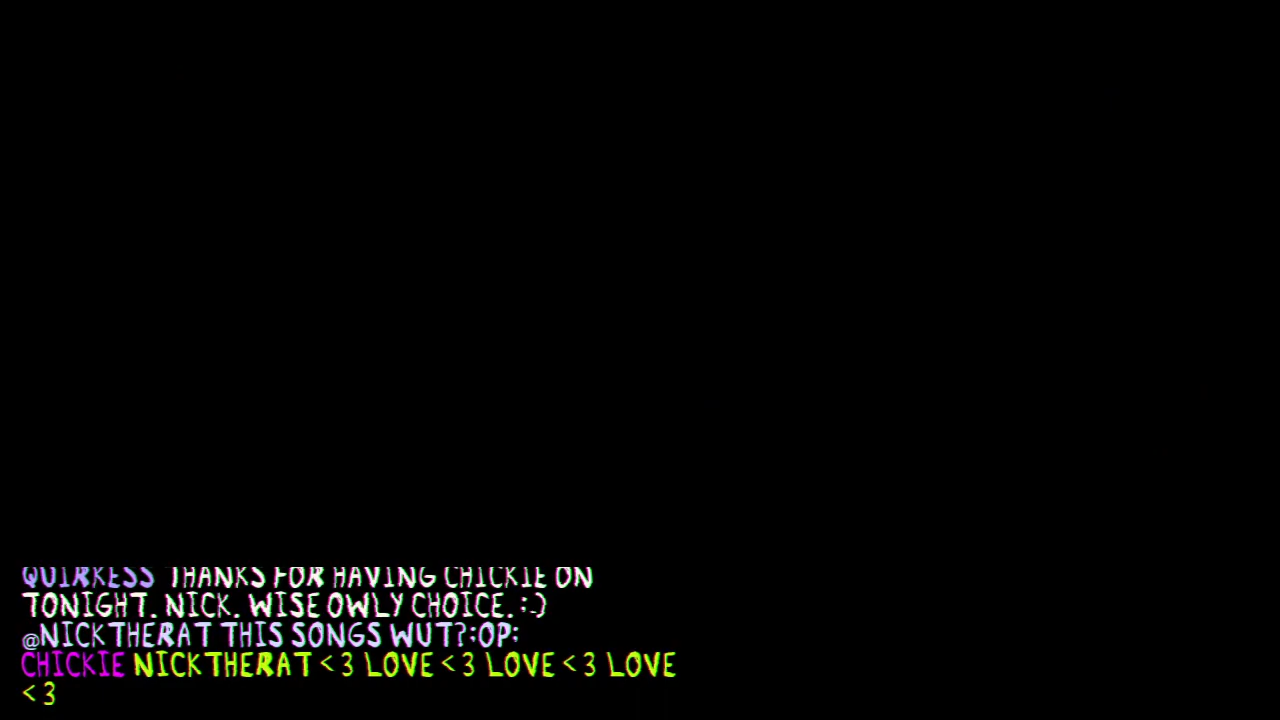 QUIRKESS THANKS FOR HAVING CHICKIE ON
TONIGHT. NICK. WISE OWLY CHOICE. :-)
@NICKTHERAT THIS SONGS WUT?:OP:
CHICKIE NICKTHERAT <3 LOVE <3 LOVE <3 LOVE
<3